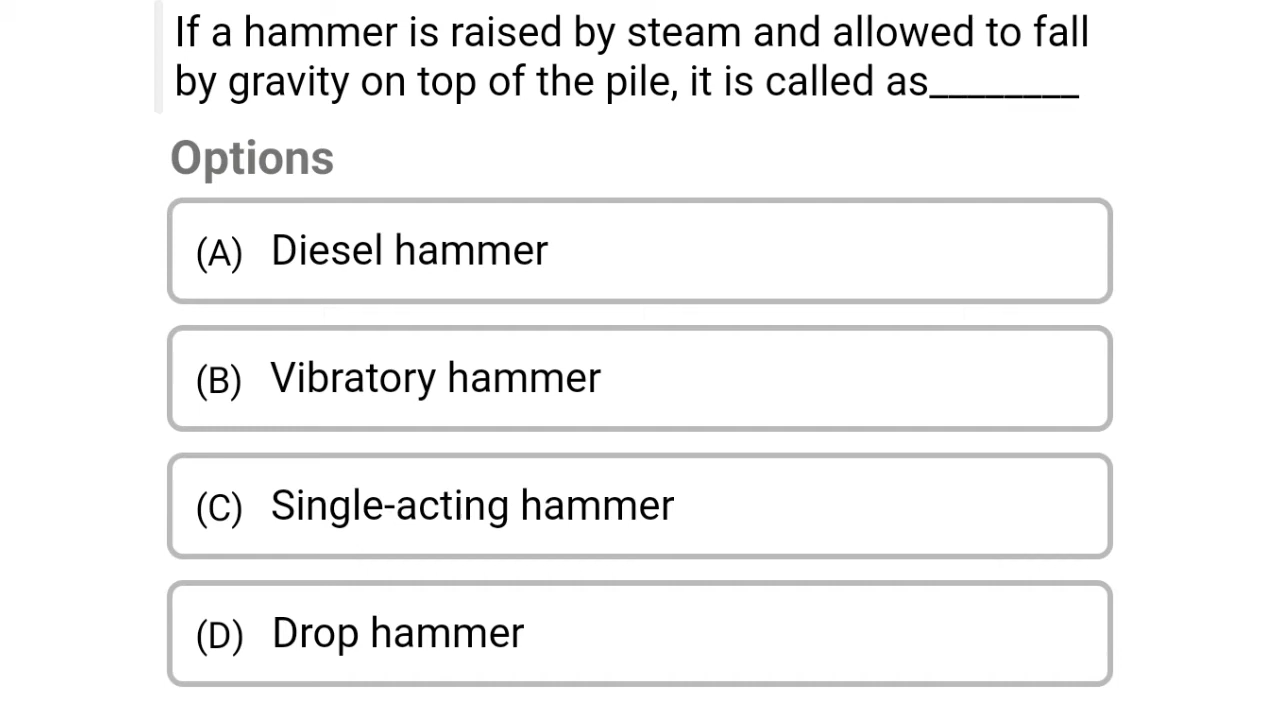 If a hammer is raised by steam and allowed to fall
by gravity on top of the pile, it is called as________
Options
(A) Diesel hammer
(B) Vibratory hammer
(C) Single-acting hammer
(D) Drop hammer